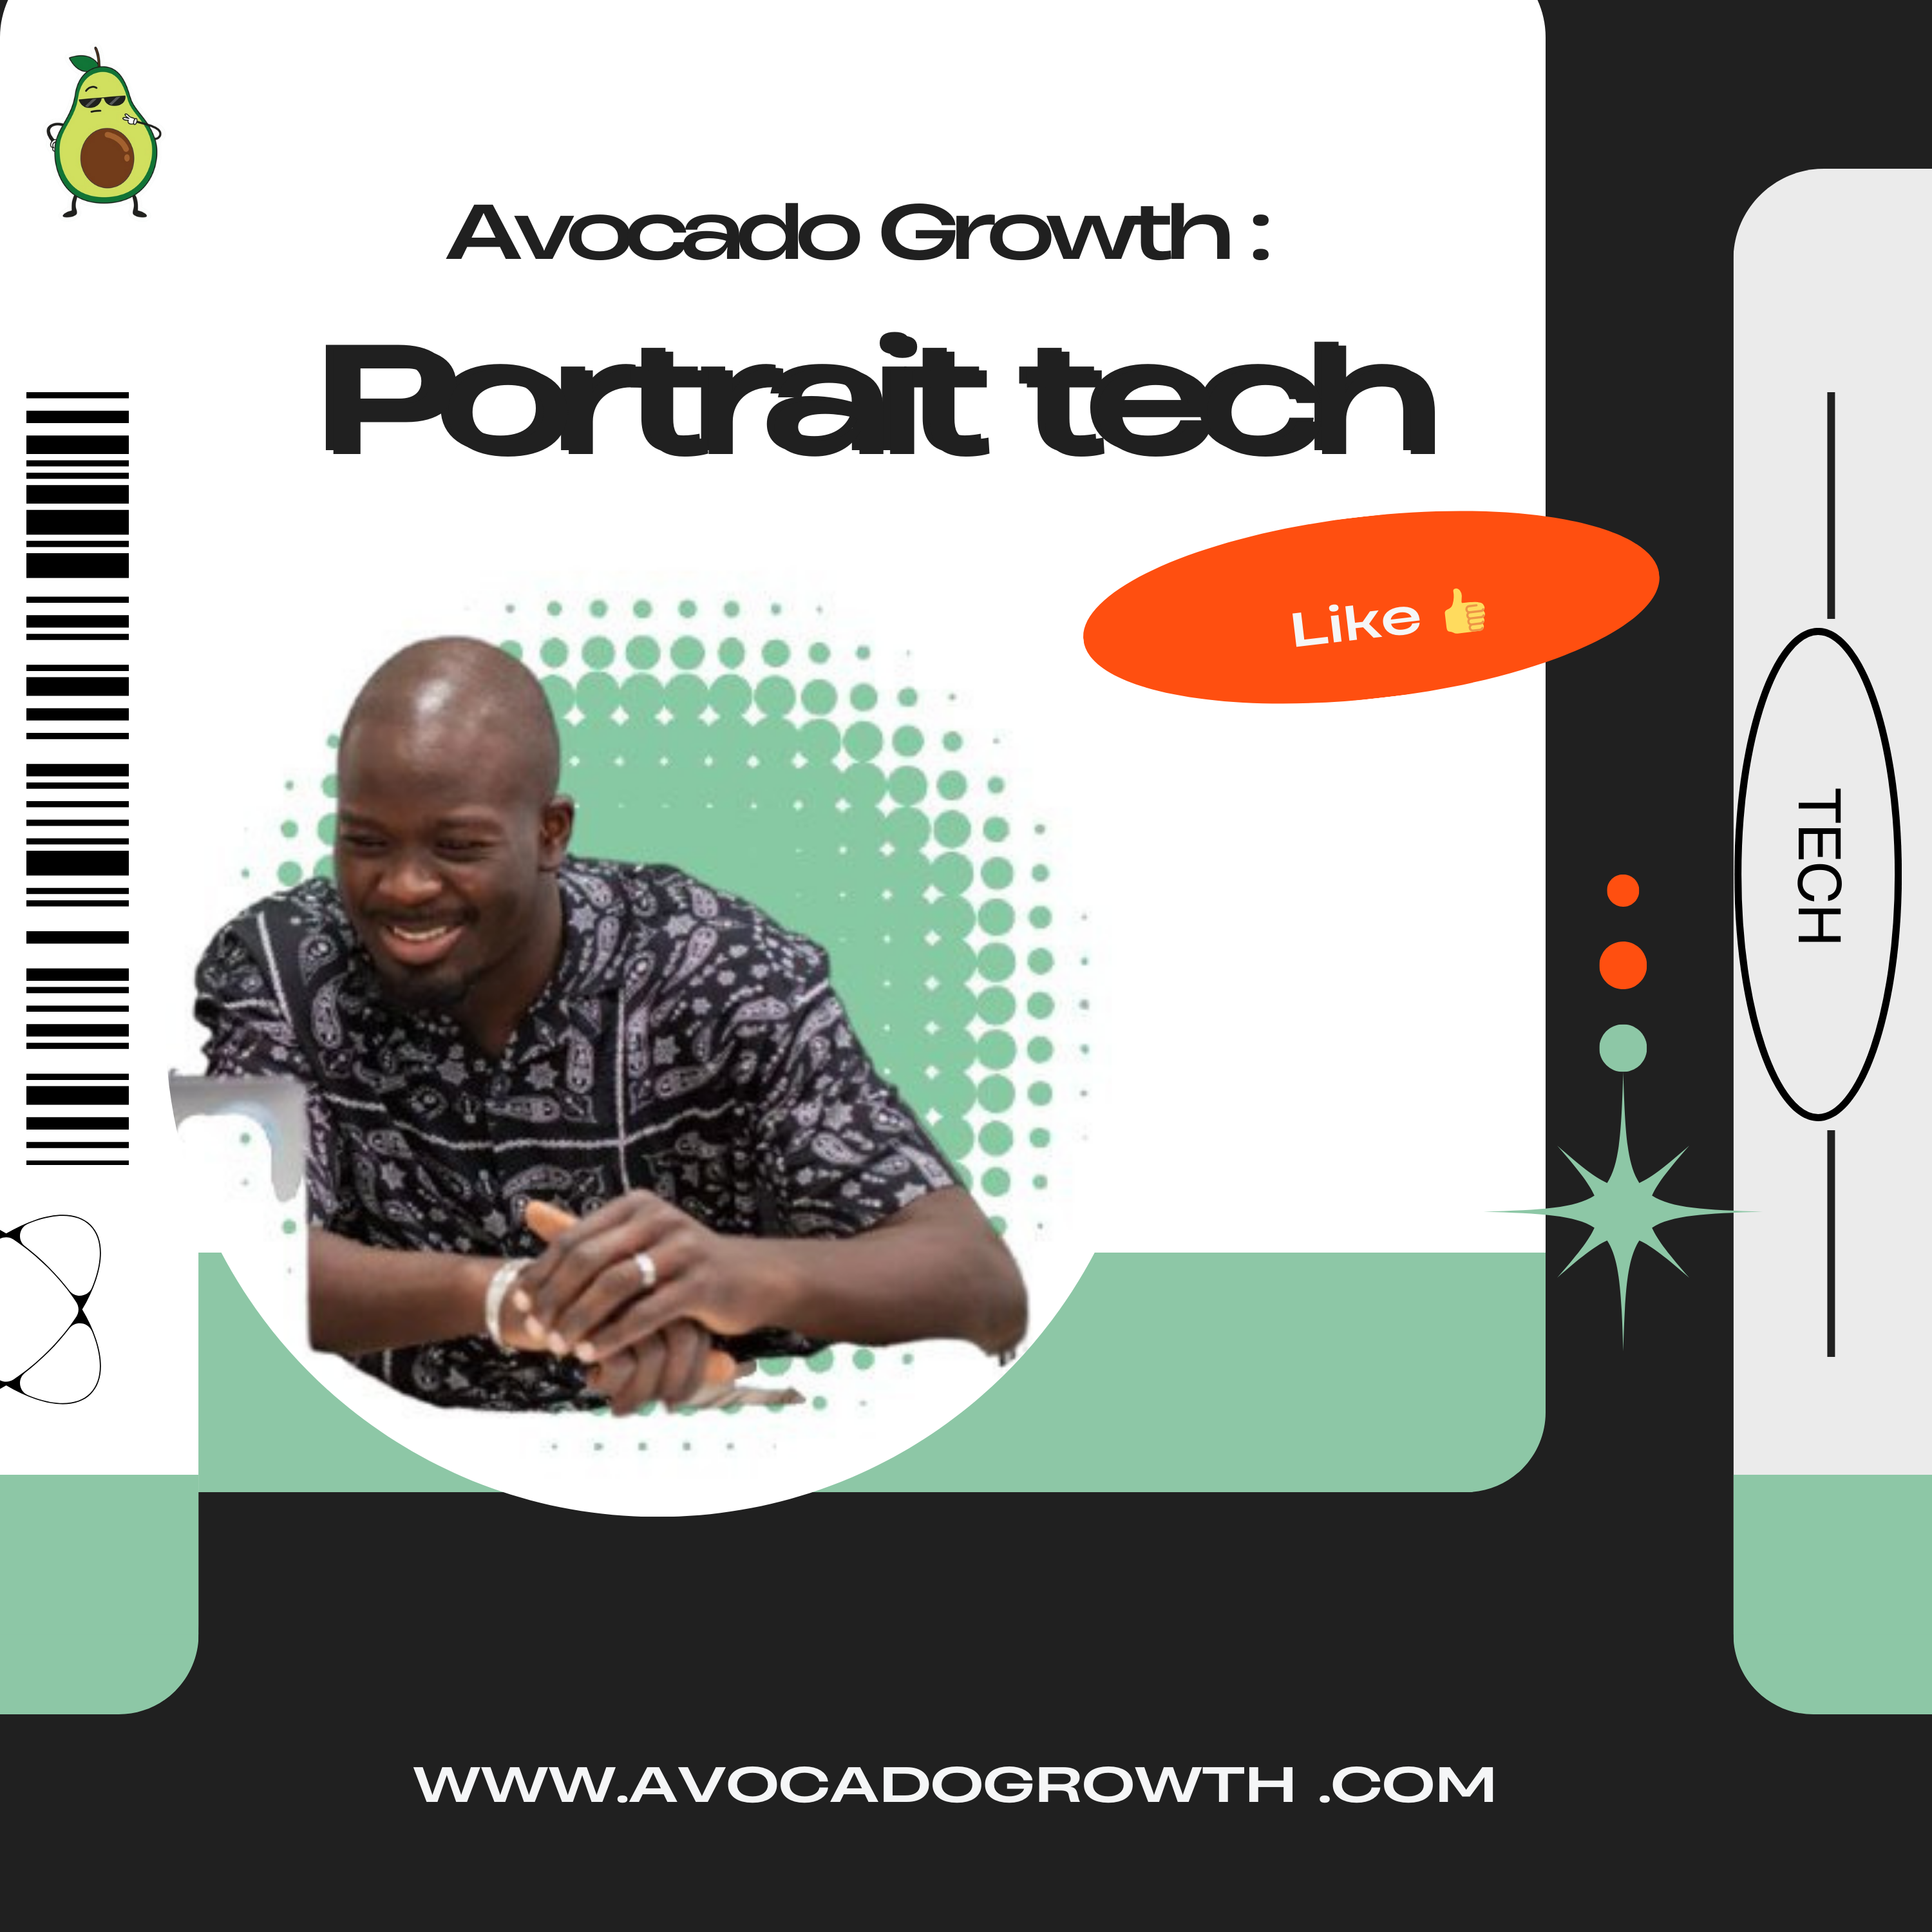 Avocado Growth :
Portrait tech
Like 👍
TECH
WWW.AVOCADOGROWTH .COM